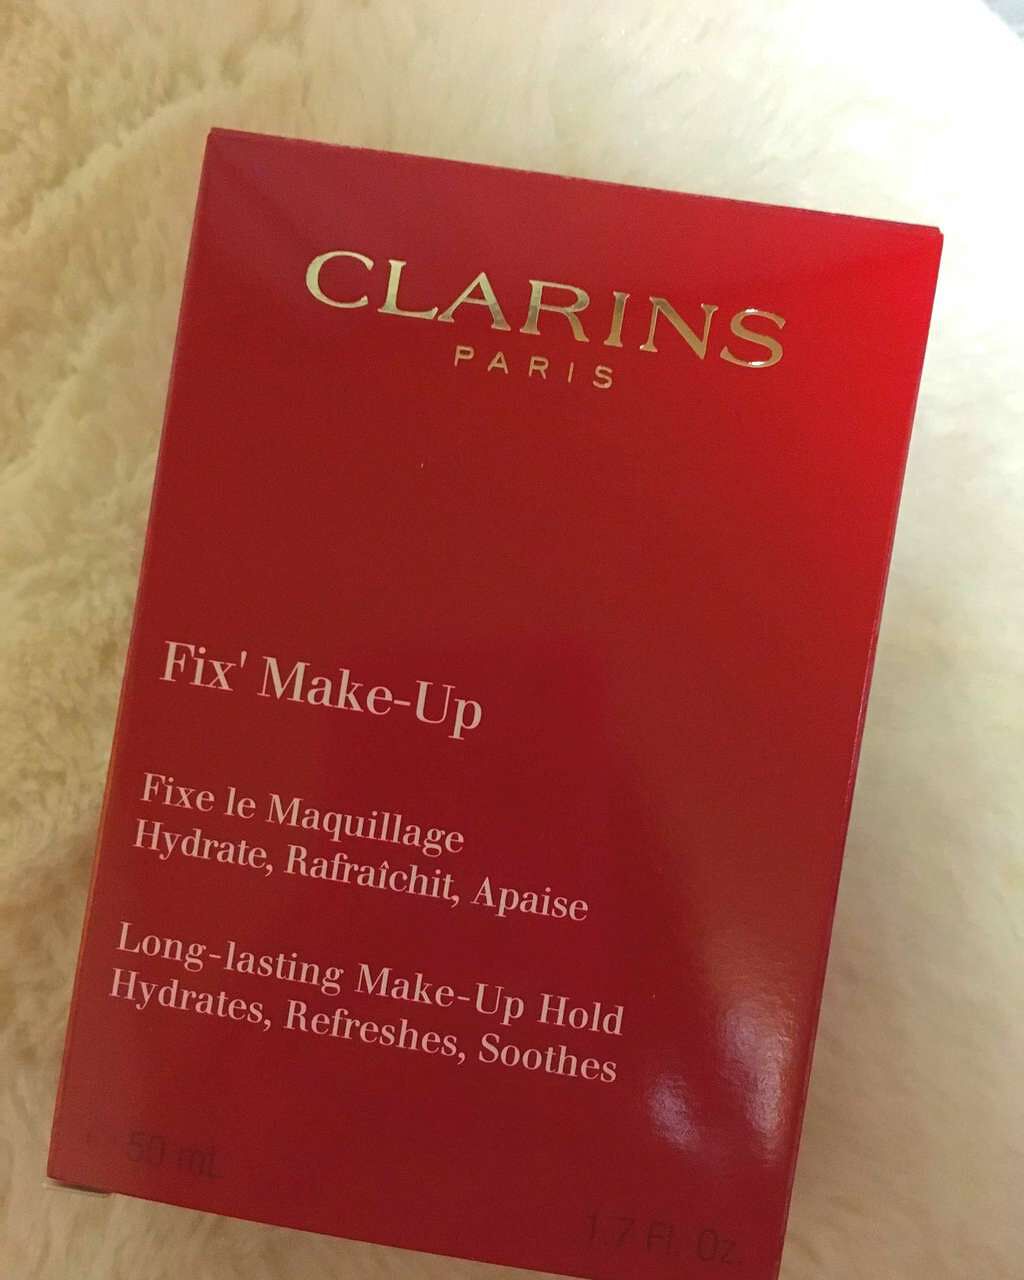 CLARINS
PARIS
Fix' Make-Up
Fixe le Maquillage
Hydrate, Rafraîchit, Apaise
Long-lasting Make-Up Hold
Hydrates, Refreshes, Soothes
50 mL
1.7 Fl. Oz.